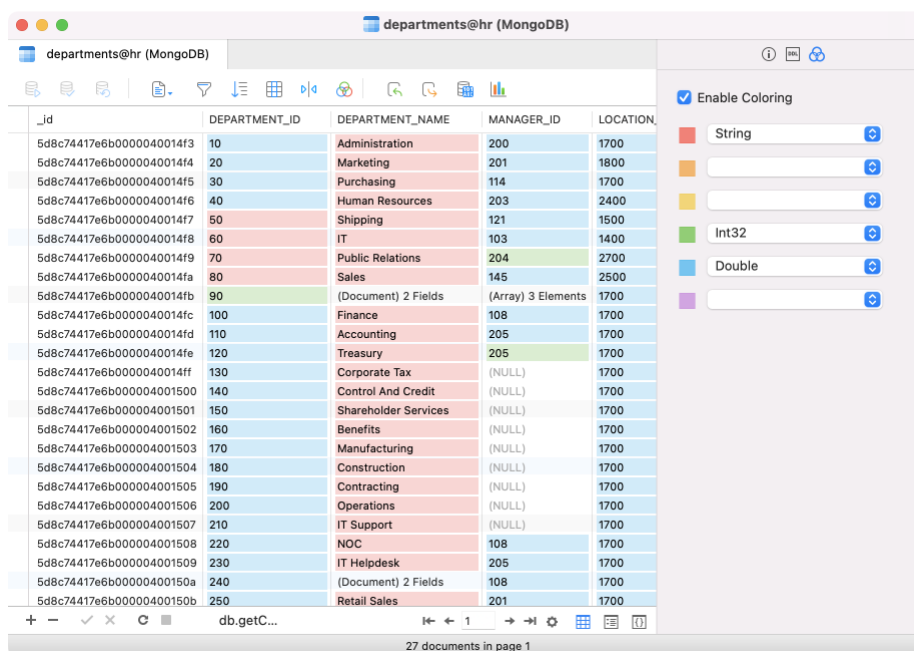 departments@hr (MongoDB)
departments@hr (MongoDB)
DDL
_id DEPARTMENT_ID DEPARTMENT_NAME MANAGER_ID LOCATION_
5d8c74417e6b0000040014f3 10 Administration 200 1700
5d8c74417e6b0000040014f4 20 Marketing 201 1800
5d8c74417e6b0000040014f5 30 Purchasing 114 1700
5d8c74417e6b0000040014f6 40 Human Resources 203 2400
5d8c74417e6b0000040014f7 50 Shipping 121 1500
5d8c74417e6b0000040014f8 60 IT 103 1400
5d8c74417e6b0000040014f9 70 Public Relations 204 2700
5d8c74417e6b0000040014fa 80 Sales 145 2500
5d8c74417e6b0000040014fb 90 (Document) 2 Fields (Array) 3 Elements 1700
5d8c74417e6b0000040014fc 100 Finance 108 1700
5d8c74417e6b0000040014fd 110 Accounting 205 1700
5d8c74417e6b0000040014fe 120 Treasury 205 1700
5d8c74417e6b0000040014ff 130 Corporate Tax (NULL) 1700
5d8c74417e6b000004001500 140 Control And Credit (NULL) 1700
5d8c74417e6b000004001501 150 Shareholder Services (NULL) 1700
5d8c74417e6b000004001502 160 Benefits (NULL) 1700
5d8c74417e6b000004001503 170 Manufacturing (NULL) 1700
5d8c74417e6b000004001504 180 Construction (NULL) 1700
5d8c74417e6b000004001505 190 Contracting (NULL) 1700
5d8c74417e6b000004001506 200 Operations (NULL) 1700
5d8c74417e6b000004001507 210 IT Support (NULL) 1700
5d8c74417e6b000004001508 220 NOC 108 1700
5d8c74417e6b000004001509 230 IT Helpdesk 205 1700
5d8c74417e6b00000400150a 240 (Document) 2 Fields 108 1700
5d8c74417e6b00000400150b 250 Retail Sales 201 1700
db.getC... 1
27 documents in page 1
Enable Coloring
String
Int32
Double